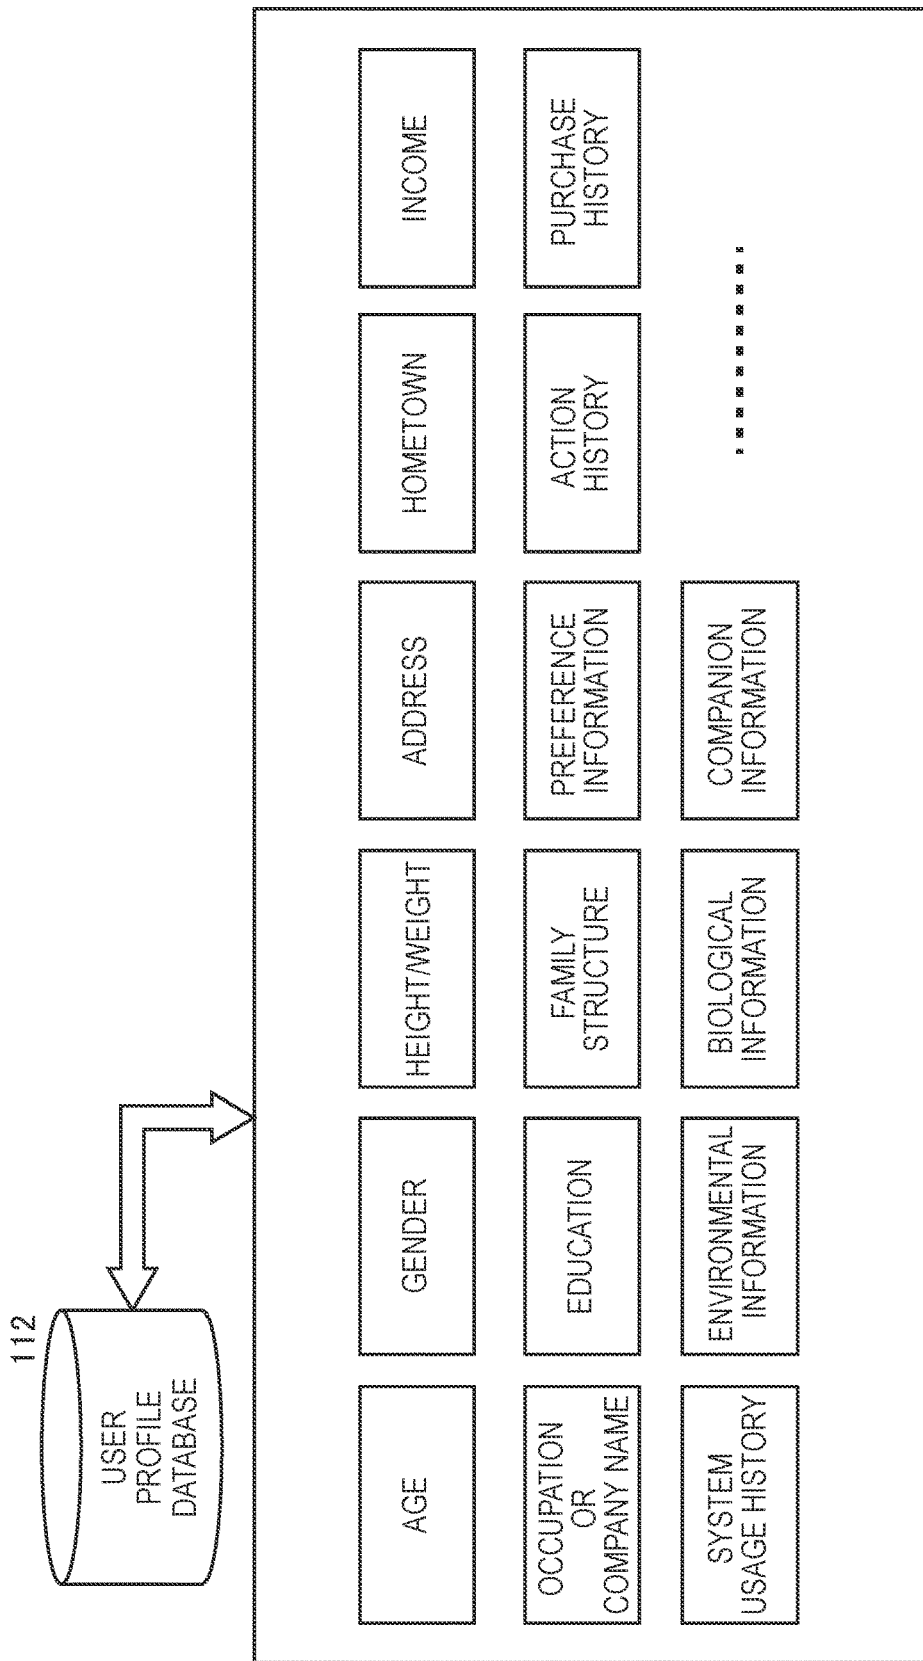 112
USER
PROFILE
DATABASE
AGE
GENDER
HEIGHT/WEIGHT
ADDRESS
HOMETOWN
INCOME
OCCUPATION
OR
COMPANY NAME
EDUCATION
FAMILY
STRUCTURE
PREFERENCE
INFORMATION
ACTION
HISTORY
PURCHASE
HISTORY
SYSTEM
USAGE HISTORY
ENVIRONMENTAL
INFORMATION
BIOLOGICAL
INFORMATION
COMPANION
INFORMATION